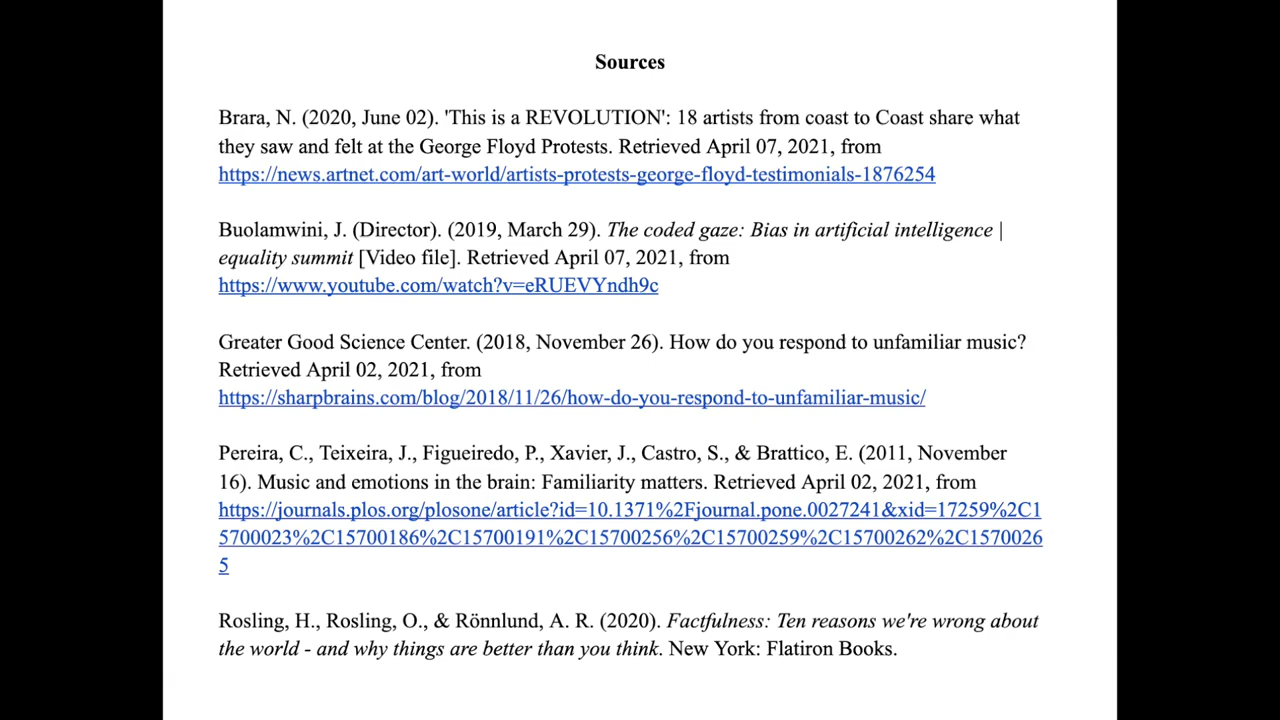 Sources
Brara, N. (2020, June 02). 'This is a REVOLUTION': 18 artists from coast to Coast share what
they saw and felt at the George Floyd Protests. Retrieved April 07, 2021, from
https://news.artnet.com/art-world/artists-protests-george-floyd-testimonials-1876254
Buolamwini, J. (Director). (2019, March 29). The coded gaze: Bias in artificial intelligence |
equality summit [Video file]. Retrieved April 07, 2021, from
https://www.youtube.com/watch?v=eRUEVYndh9c
Greater Good Science Center. (2018, November 26). How do you respond to unfamiliar music?
Retrieved April 02, 2021, from
https://sharpbrains.com/blog/2018/11/26/how-do-you-respond-to-unfamiliar-music/
Pereira, C., Teixeira, J., Figueiredo, P., Xavier, J., Castro, S., & Brattico, E. (2011, November
16). Music and emotions in the brain: Familiarity matters. Retrieved April 02, 2021, from
https://journals.plos.org/plosone/article?id=10.1371%2Fjournal.pone.0027241&xid=17259%2C1
5700023%2C15700186%2C15700191%2C15700256%2C15700259%2C15700262%2C1570026
5
Rosling, H., Rosling, O., & Rönnlund, A. R. (2020). Factfulness: Ten reasons we're wrong about
the world - and why things are better than you think. New York: Flatiron Books.